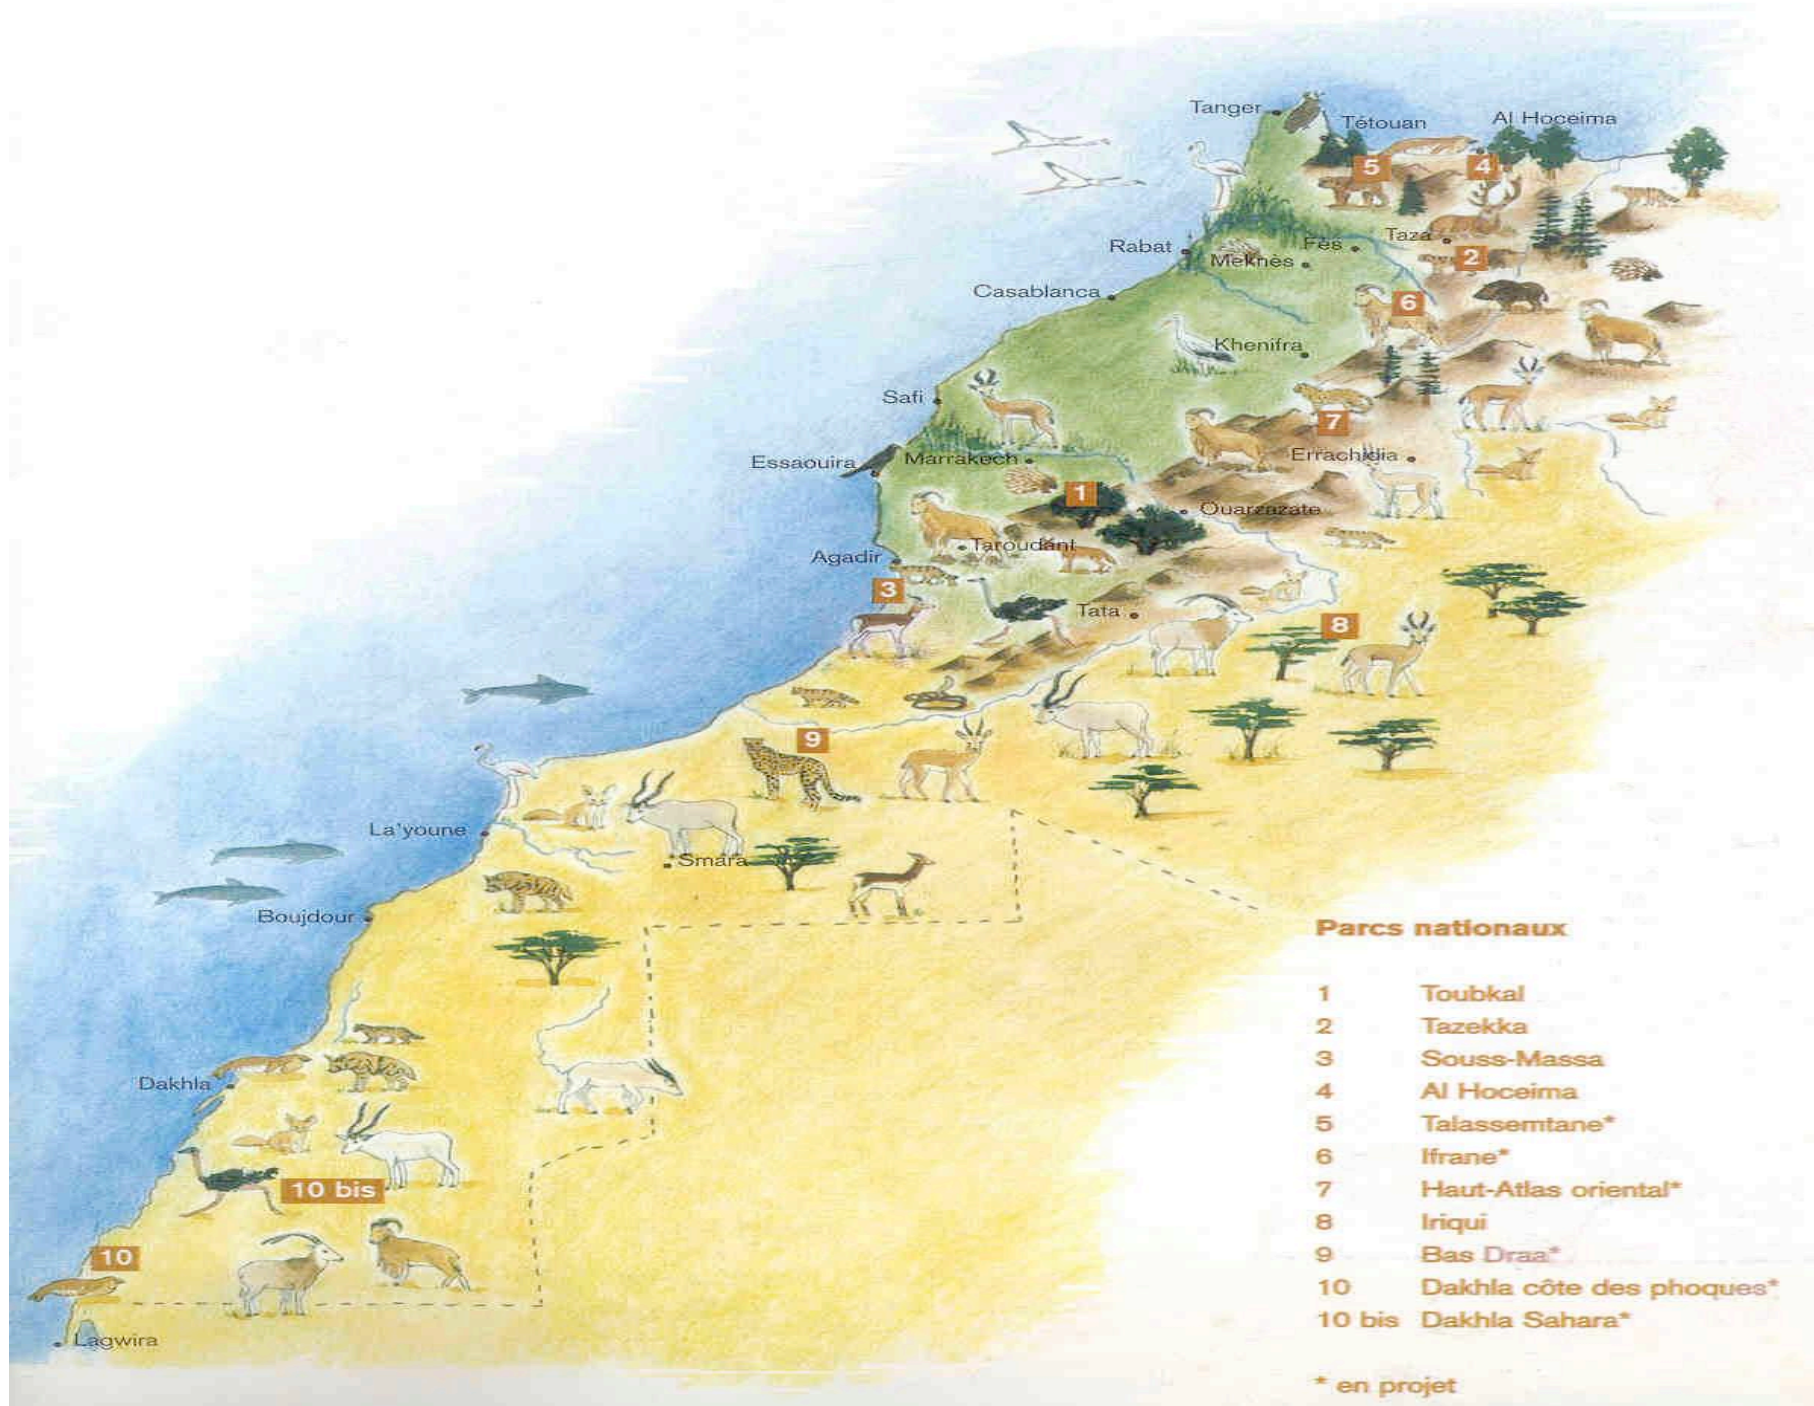 Tanger
Tétouan
Al Hoceima
5
4
Rabat
Fès
Taza
Meknès
2
Casablanca
6
Khenifra
Safi
7
Essaouira
Marrakech
Errachidia
1
Ouarzazate
Taroudant
Agadir
3
Tata
8
9
La'youne
Smara
Boujdour
Dakhla
10 bis
10
Lagwira
Parcs nationaux
1 Toubkal
2 Tazekka
3 Souss-Massa
4 Al Hoceima
5 Talassemtane*
6 Ifrane*
7 Haut-Atlas oriental*
8 Iriqui
9 Bas Draa*
10 Dakhla côte des phoques*
10 bis Dakhla Sahara*
* en projet